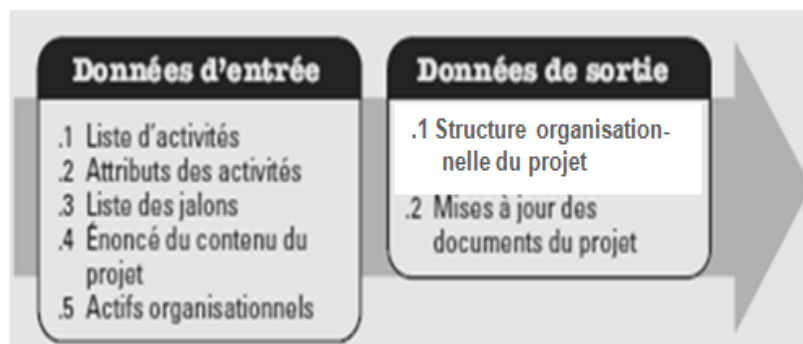 Données d'entrée
.1 Liste d'activités
.2 Attributs des activités
.3 Liste des jalons
.4 Énoncé du contenu du
projet
.5 Actifs organisationnels
Données de sortie
.1 Structure organisation-
nelle du projet
.2 Mises à jour des
documents du projet